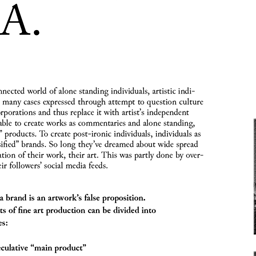 A.
nnected world of alone standing individuals, artistic indi-
many cases expressed through attempt to question culture
rporations and thus replace it with artist's independent
able to create works as commentaries and alone standing,
” products. To create post-ironic individuals, individuals as
sified” brands. So long they've dreamed about wide spread
ation of their work, their art. This was partly done by over-
eir followers' social media feeds.
a brand is an artwork's false proposition.
ts of fine art production can be divided into
es:
eculative “main product”